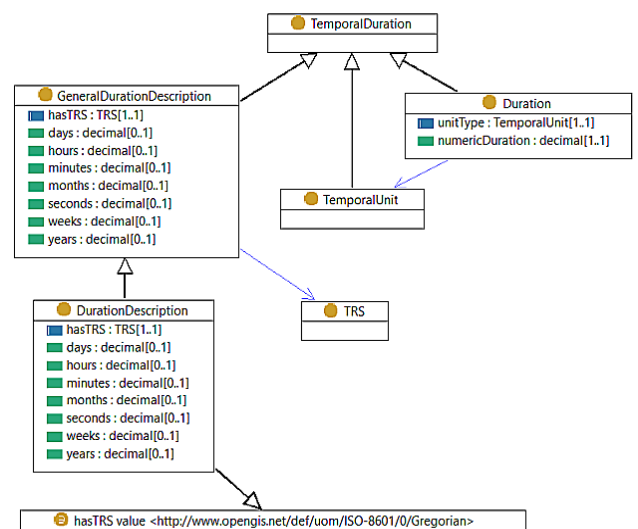 TemporalDuration
GeneralDurationDescription
hasTRS : TRS[1..1]
days : decimal[0..1]
hours : decimal[0..1]
minutes : decimal[0..1]
months : decimal[0..1]
seconds : decimal[0..1]
weeks : decimal[0..1]
years : decimal[0..1]
Duration
unitType : TemporalUnit[1..1]
numericDuration : decimal[1..1]
TemporalUnit
TRS
DurationDescription
hasTRS : TRS[1..1]
days : decimal[0..1]
hours : decimal[0..1]
minutes : decimal[0..1]
months : decimal[0..1]
seconds : decimal[0..1]
weeks : decimal[0..1]
years : decimal[0..1]
hasTRS value <http://www.opengis.net/def/uom/ISO-8601/0/Gregorian>